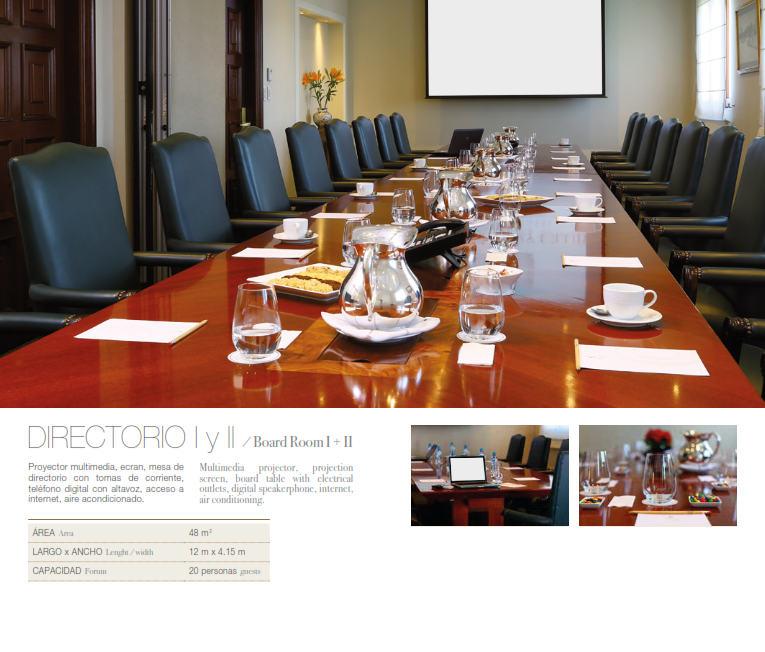 DIRECTORIO I y II / Board Room I + II
Proyector multimedia, ecran, mesa de
directorio con tomas de corriente,
teléfono digital con altavoz, acceso a
internet, aire acondicionado.
Multimedia projector, projection
screen, board table with electrical
outlets, digital speakerphone, internet,
air conditioning.
ÁREA Area 48 m²
LARGO x ANCHO Lenght / width 12 m x 4.15 m
CAPACIDAD Forum 20 personas guests